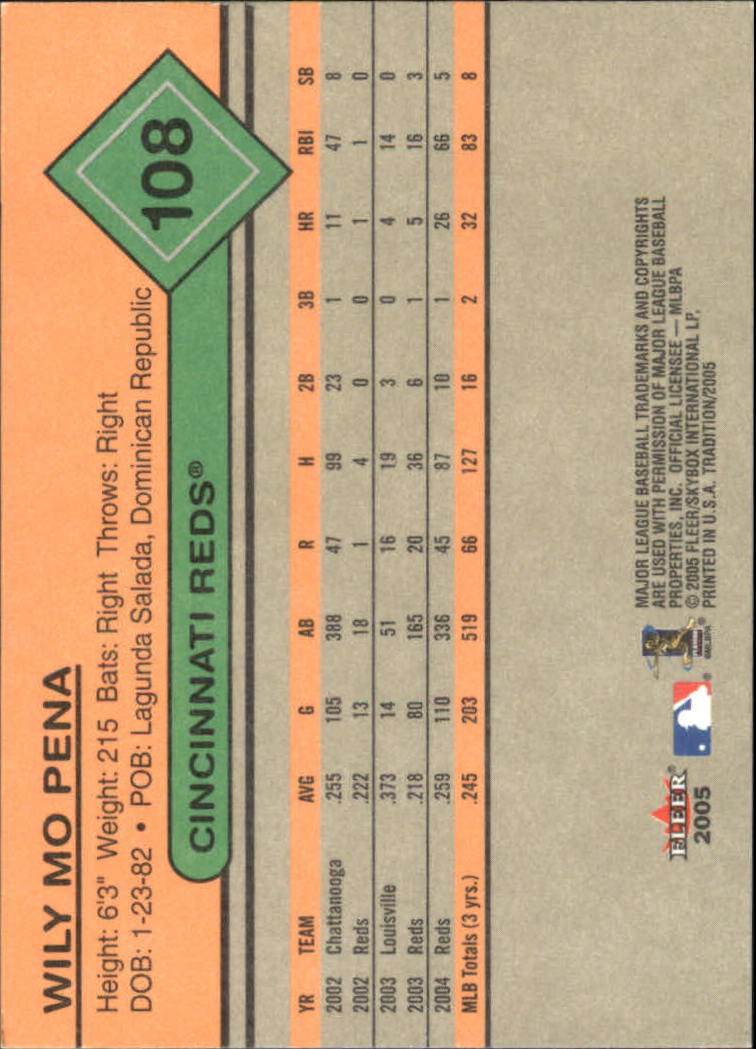 WILY MO PENA
Height: 6'3" Weight: 215 Bats: Right Throws: Right
DOB: 1-23-82 • POB: Lagunda Salada, Dominican Republic
108
CINCINNATI REDS®
YR TEAM AVG G AB R H 2B 3B HR RBI SB
2002 Chattanooga .255 105 388 47 99 23 1 11 47 8
2002 Reds .222 13 18 1 4 0 0 1 1 0
2003 Louisville .373 14 51 16 19 3 0 4 14 0
2003 Reds .218 80 165 20 36 6 1 5 16 3
2004 Reds .259 110 336 45 87 10 1 26 66 5
MLB Totals (3 yrs.) .245 203 519 66 127 16 2 32 83 8
FLEER®
2005
®
®
©MLBPA
MAJOR LEAGUE BASEBALL TRADEMARKS AND COPYRIGHTS
ARE USED WITH PERMISSION OF MAJOR LEAGUE BASEBALL
PROPERTIES, INC. OFFICIAL LICENSEE — MLBPA
© 2005 FLEER/SKYBOX INTERNATIONAL LP,
PRINTED IN U.S.A. TRADITION/2005